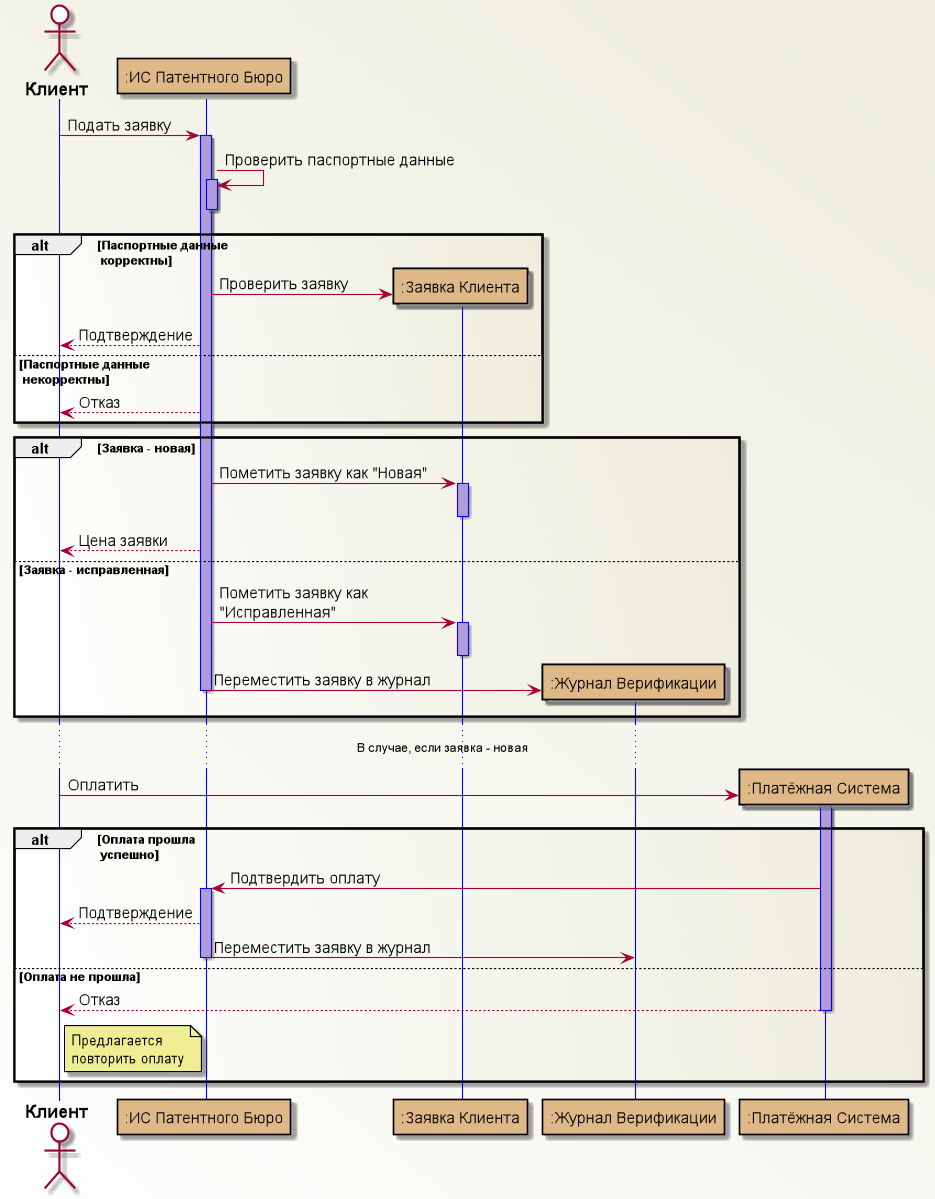 Клиент
:ИС Патентного Бюро
Подать заявку
Проверить паспортные данные
alt
[Паспортные данные
корректны]
Проверить заявку
:Заявка Клиента
Подтверждение
[Паспортные данные
некорректны]
Отказ
alt
[Заявка - новая]
Пометить заявку как "Новая"
Цена заявки
[Заявка - исправленная]
Пометить заявку как
"Исправленная"
Переместить заявку в журнал
:Журнал Верификации
В случае, если заявка - новая
Оплатить
:Платёжная Система
alt
[Оплата прошла
успешно]
Подтвердить оплату
Подтверждение
Переместить заявку в журнал
[Оплата не прошла]
Отказ
Предлагается
повторить оплату
Клиент
:ИС Патентного Бюро
:Заявка Клиента
:Журнал Верификации
:Платёжная Система